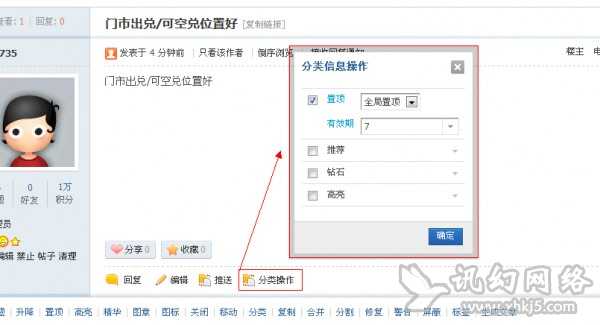 查看: 1 | 回复: 0
门市出兑/可空兑位置好 [复制链接]
735
发表于 4 分钟前 | 只看该作者 | 倒序浏览 | 接收回复通知
楼主 电
门市出兑/可空兑位置好
分类信息操作
置顶 全局置顶
有效期 7
推荐
钻石
高亮
确定
0 1万
好友 积分
编辑 禁止 帖子 清理
分享 0 收藏 0
回复 编辑 推送 分类操作
讯幻网络
www.xhkj5.com
升降 | 置顶 | 高亮 | 精华 | 图章 | 图标 | 关闭 | 移动 | 分类 | 复制 | 合并 | 分割 | 修复 | 警告 | 屏蔽 | 标签 | 生成文章